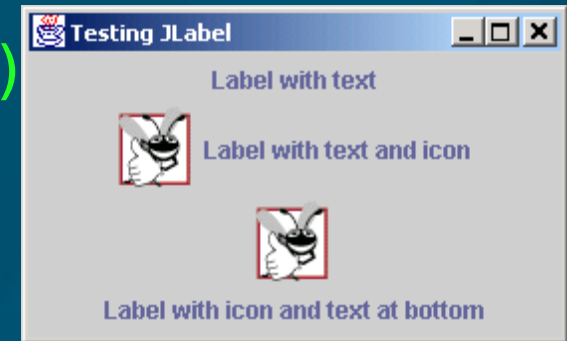 )
Testing JLabel
Label with text
Label with text and icon
Label with icon and text at bottom